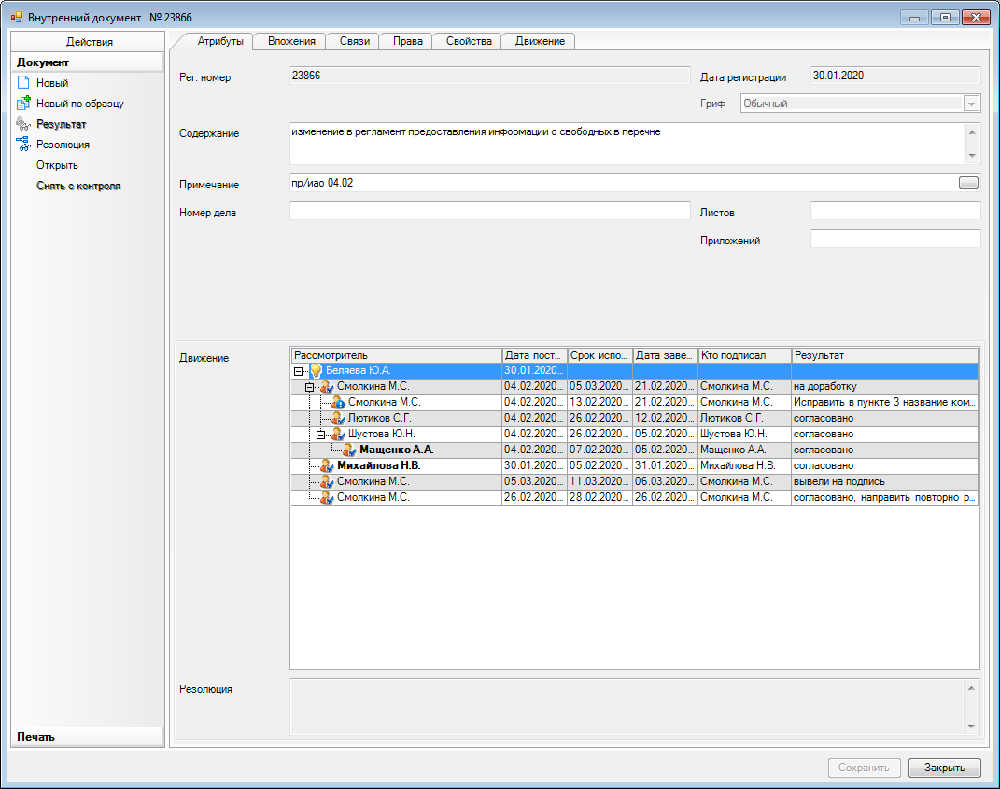 Внутренний документ № 23866
Действия
Документ
Новый
Новый по образцу
Результат
Резолюция
Открыть
Снять с контроля
Печать
Атрибуты Вложения Связи Права Свойства Движение
Рег. номер 23866 Дата регистрации 30.01.2020
Гриф Обычный
Содержание изменение в регламент предоставления информации о свободных в перечне
Примечание пр/иао 04.02 ...
Номер дела Листов
Приложений
Движение
Рассмотритель Дата пост... Срок испо... Дата заве... Кто подписал Результат
Беляева Ю.А. 30.01.2020...
Смолкина М.С. 04.02.2020... 05.03.2020... 21.02.2020... Смолкина М.С. на доработку
Смолкина М.С. 04.02.2020... 13.02.2020... 21.02.2020... Смолкина М.С. Исправить в пункте 3 название ком...
Лютиков С.Г. 04.02.2020... 26.02.2020... 12.02.2020... Лютиков С.Г. согласовано
Шустова Ю.Н. 04.02.2020... 26.02.2020... 05.02.2020... Шустова Ю.Н. согласовано
Мащенко А.А. 04.02.2020... 07.02.2020... 05.02.2020... Мащенко А.А. согласовано
Михайлова Н.В. 30.01.2020... 05.02.2020... 31.01.2020... Михайлова Н.В. согласовано
Смолкина М.С. 05.03.2020... 11.03.2020... 06.03.2020... Смолкина М.С. вывели на подпись
Смолкина М.С. 26.02.2020... 28.02.2020... 26.02.2020... Смолкина М.С. согласовано, направить повторно р...
Резолюция
Сохранить Закрыть